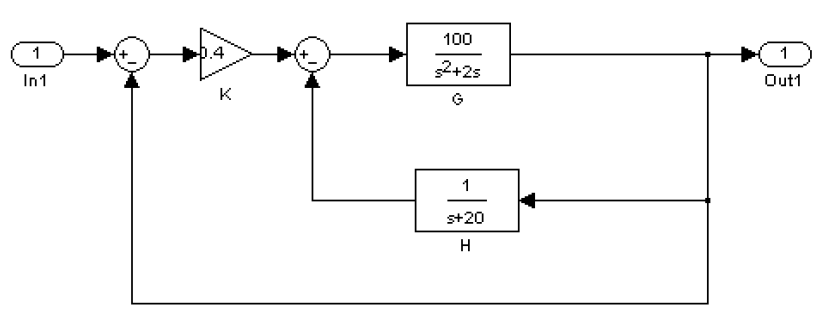 1
In1
+
−
0.4
K
+
−
100
s²+2s
G
1
Out1
1
s+20
H